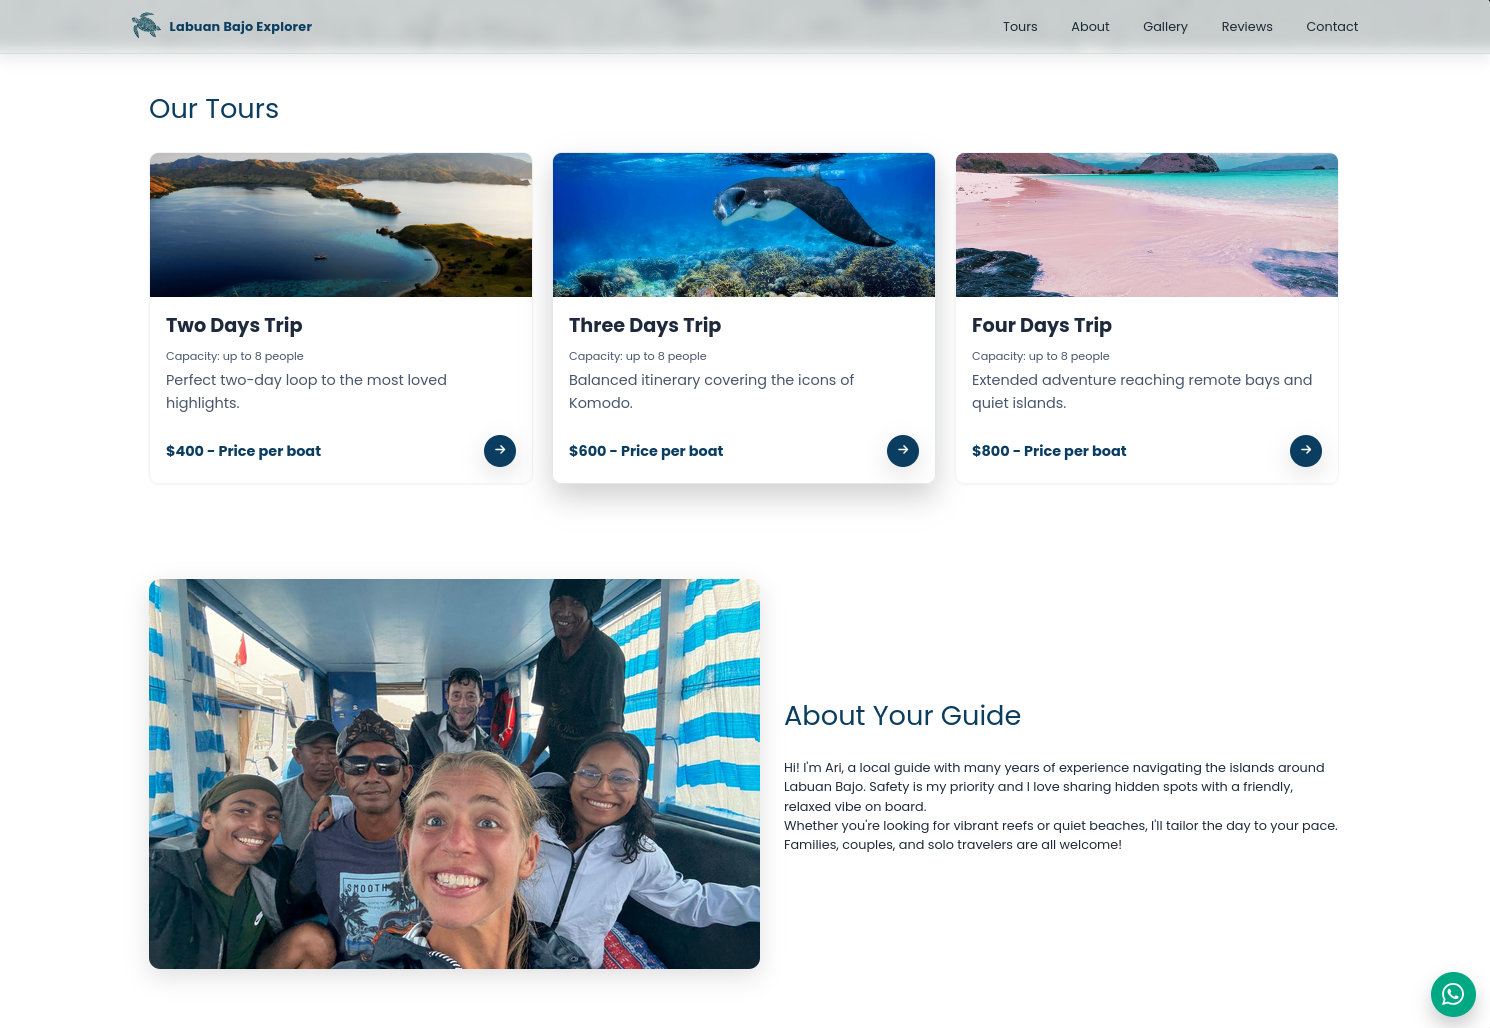 Labuan Bajo Explorer
Tours
About
Gallery
Reviews
Contact
Our Tours
Two Days Trip
Capacity: up to 8 people
Perfect two-day loop to the most loved
highlights.
$400 - Price per boat
Three Days Trip
Capacity: up to 8 people
Balanced itinerary covering the icons of
Komodo.
$600 - Price per boat
Four Days Trip
Capacity: up to 8 people
Extended adventure reaching remote bays and
quiet islands.
$800 - Price per boat
SMOOTH
About Your Guide
Hi! I'm Ari, a local guide with many years of experience navigating the islands around
Labuan Bajo. Safety is my priority and I love sharing hidden spots with a friendly,
relaxed vibe on board.
Whether you're looking for vibrant reefs or quiet beaches, I'll tailor the day to your pace.
Families, couples, and solo travelers are all welcome!